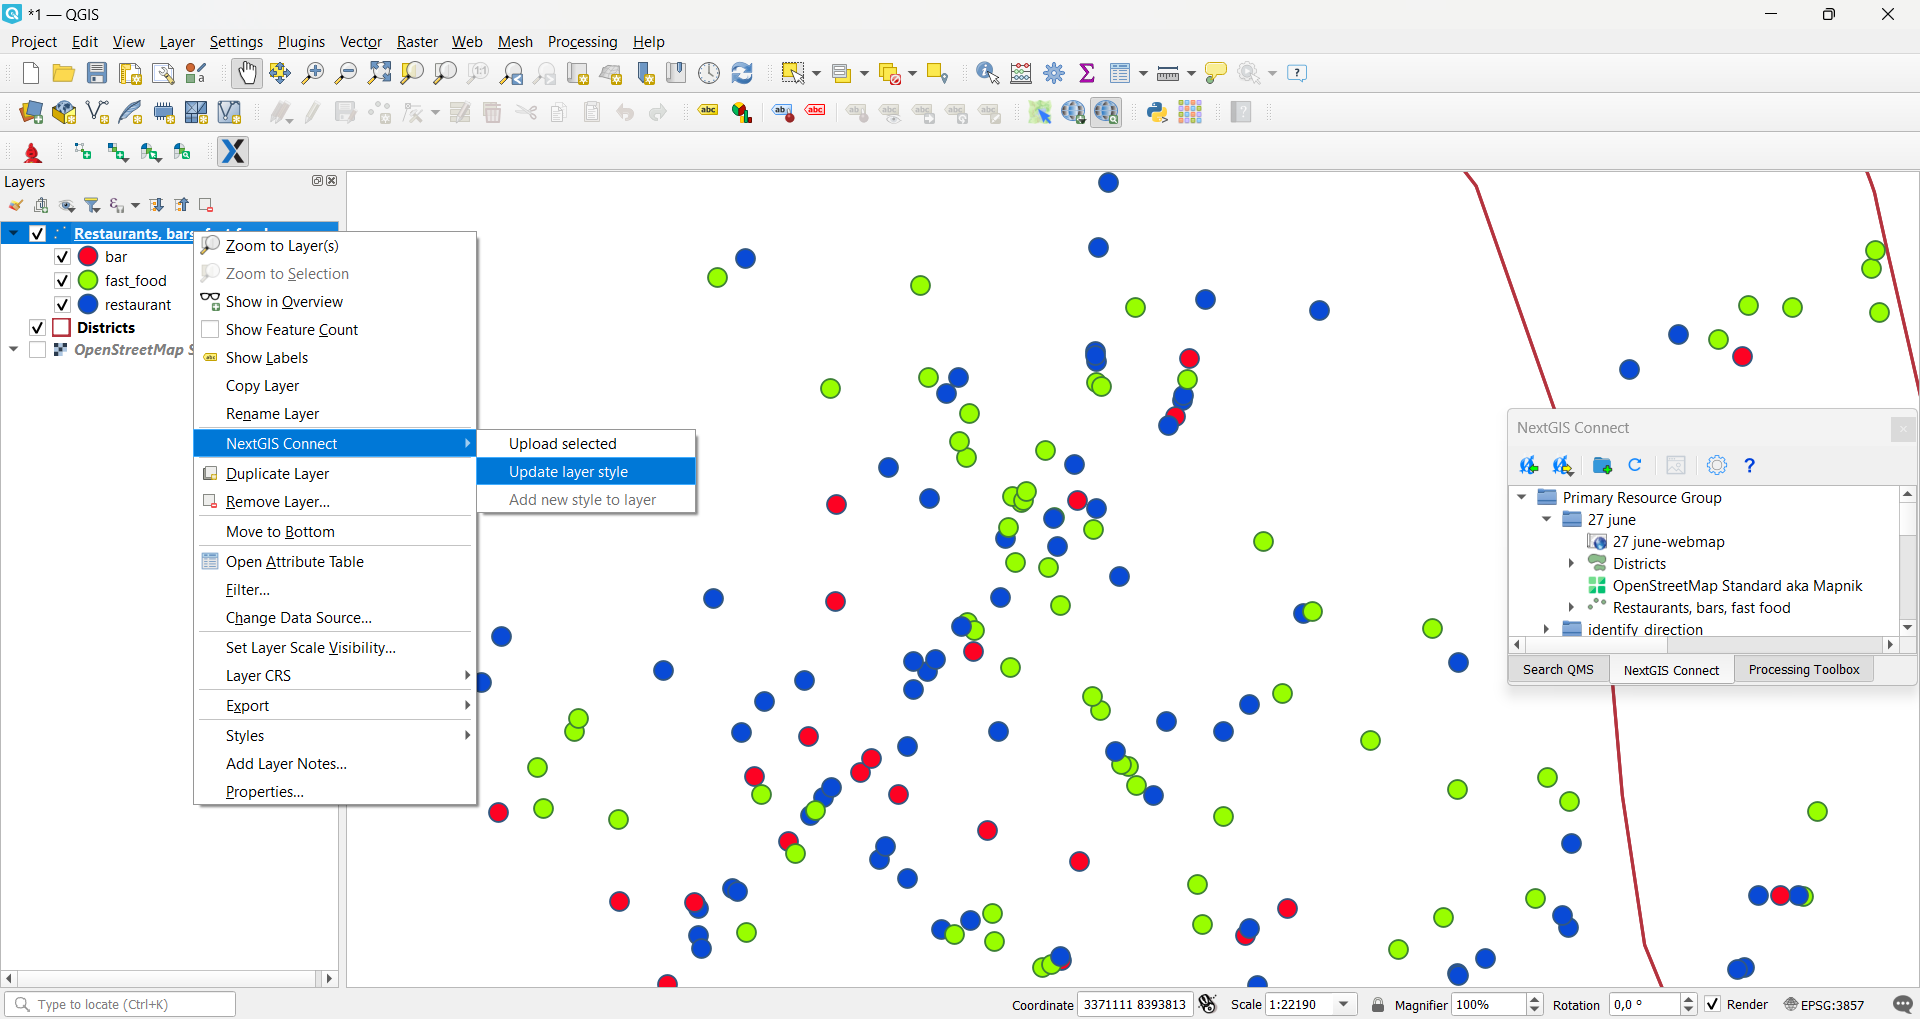 *1 — QGIS
Project Edit View Layer Settings Plugins Vector Raster Web Mesh Processing Help
Layers
Restaurants, bars,
bar
fast_food
restaurant
Districts
OpenStreetMap S
Zoom to Layer(s)
Zoom to Selection
Show in Overview
Show Feature Count
abc Show Labels
Copy Layer
Rename Layer
NextGIS Connect
Duplicate Layer
Remove Layer...
Move to Bottom
Open Attribute Table
Filter...
Change Data Source...
Set Layer Scale Visibility...
Layer CRS
Export
Styles
Add Layer Notes...
Properties...
Upload selected
Update layer style
Add new style to layer
NextGIS Connect
Primary Resource Group
27 june
27 june-webmap
Districts
OpenStreetMap Standard aka Mapnik
Restaurants, bars, fast food
identify direction
Search QMS NextGIS Connect Processing Toolbox
Type to locate (Ctrl+K) Coordinate 3371111 8393813 Scale 1:22190 Magnifier 100% Rotation 0,0 ° Render EPSG:3857